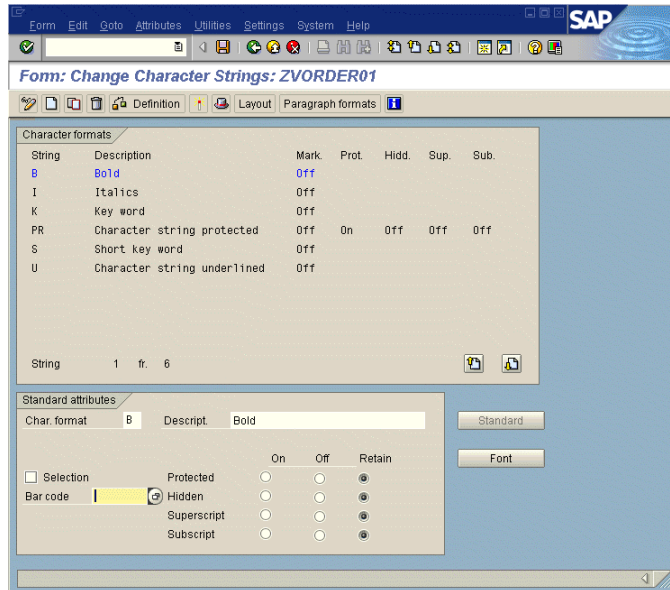 Form Edit Goto Attributes Utilities Settings System Help
SAP
Form: Change Character Strings: ZVORDER01
Definition Layout Paragraph formats
Character formats
String Description Mark. Prot. Hidd. Sup. Sub.
B Bold Off
I Italics Off
K Key word Off
PR Character string protected Off On Off Off Off
S Short key word Off
U Character string underlined Off
String 1 fr. 6
Standard attributes
Char. format B Descript. Bold Standard
On Off Retain Font
Selection Protected
Bar code Hidden
Superscript
Subscript